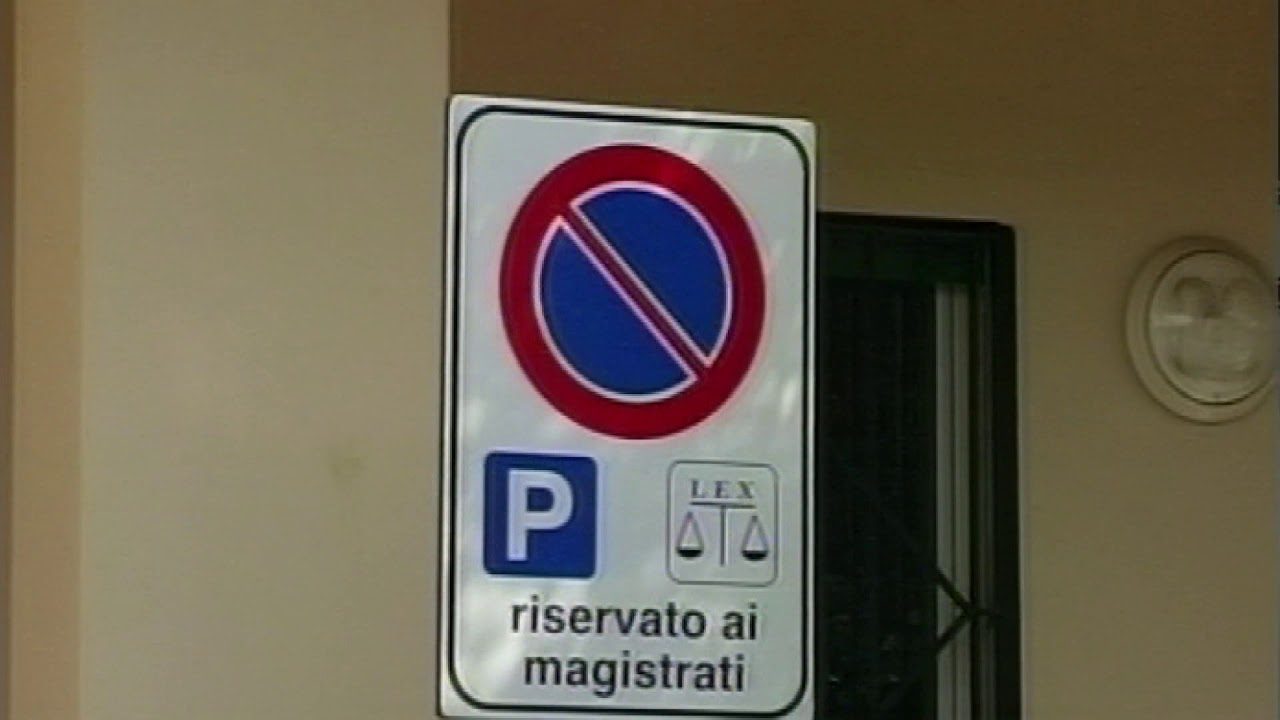 P
LEX
riservato ai
magistrati